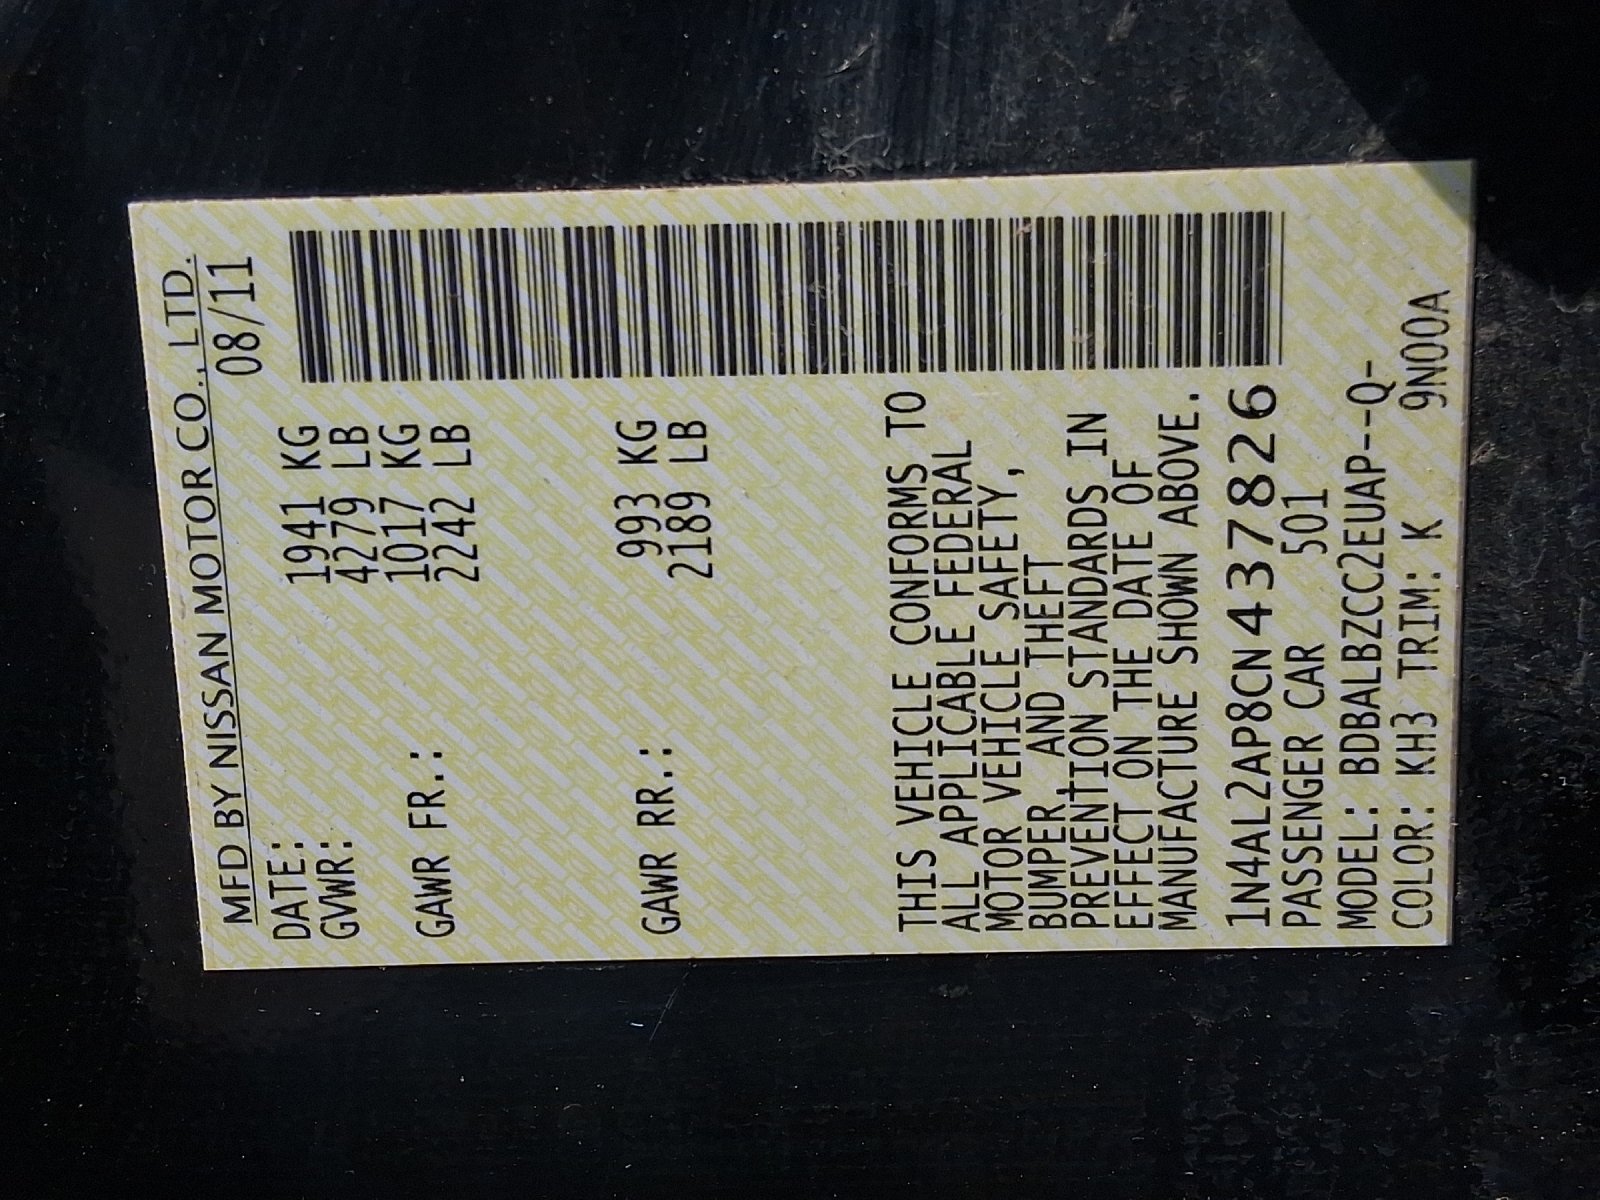 MFD BY NISSAN MOTOR CO., LTD.
DATE: 08/11
GVWR: 1941 KG
4279 LB
GAWR FR.: 1017 KG
2242 LB
GAWR RR.: 993 KG
2189 LB
THIS VEHICLE CONFORMS TO
ALL APPLICABLE FEDERAL
MOTOR VEHICLE SAFETY,
BUMPER, AND THEFT
PREVENTION STANDARDS IN
EFFECT ON THE DATE OF
MANUFACTURE SHOWN ABOVE.
1N4AL2AP8CN437826
PASSENGER CAR 501
MODEL: BDBALBZCC2EUAP--Q-
COLOR: KH3 TRIM: K 9N00A